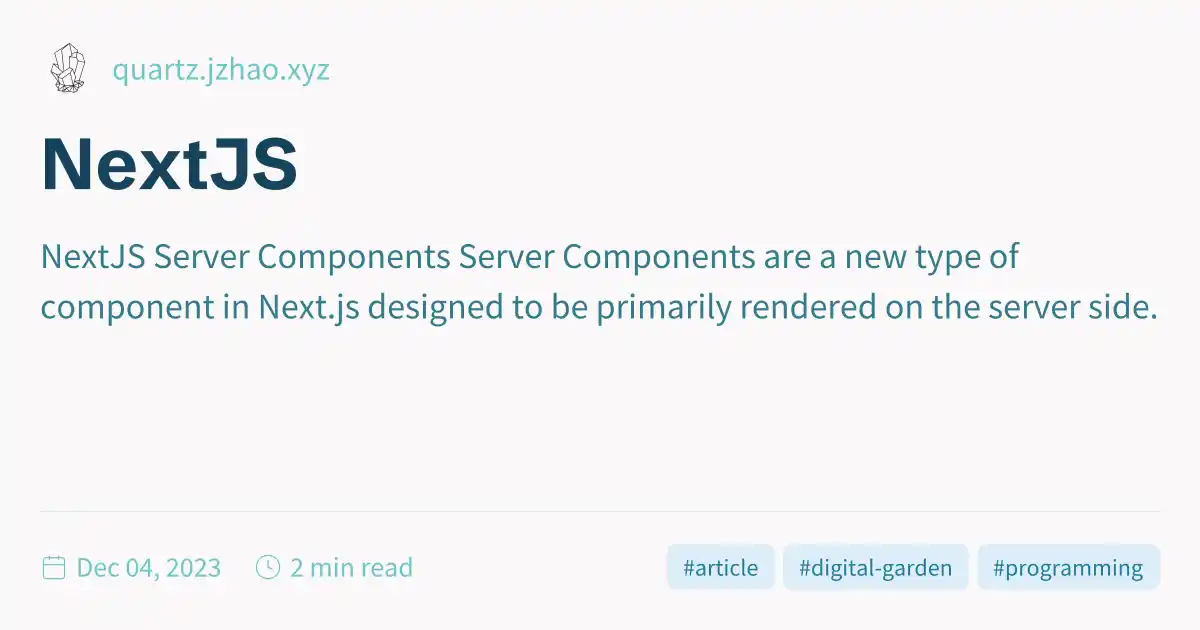 quartz.jzhao.xyz
NextJS
NextJS Server Components Server Components are a new type of
component in Next.js designed to be primarily rendered on the server side.
Dec 04, 2023 2 min read #article #digital-garden #programming